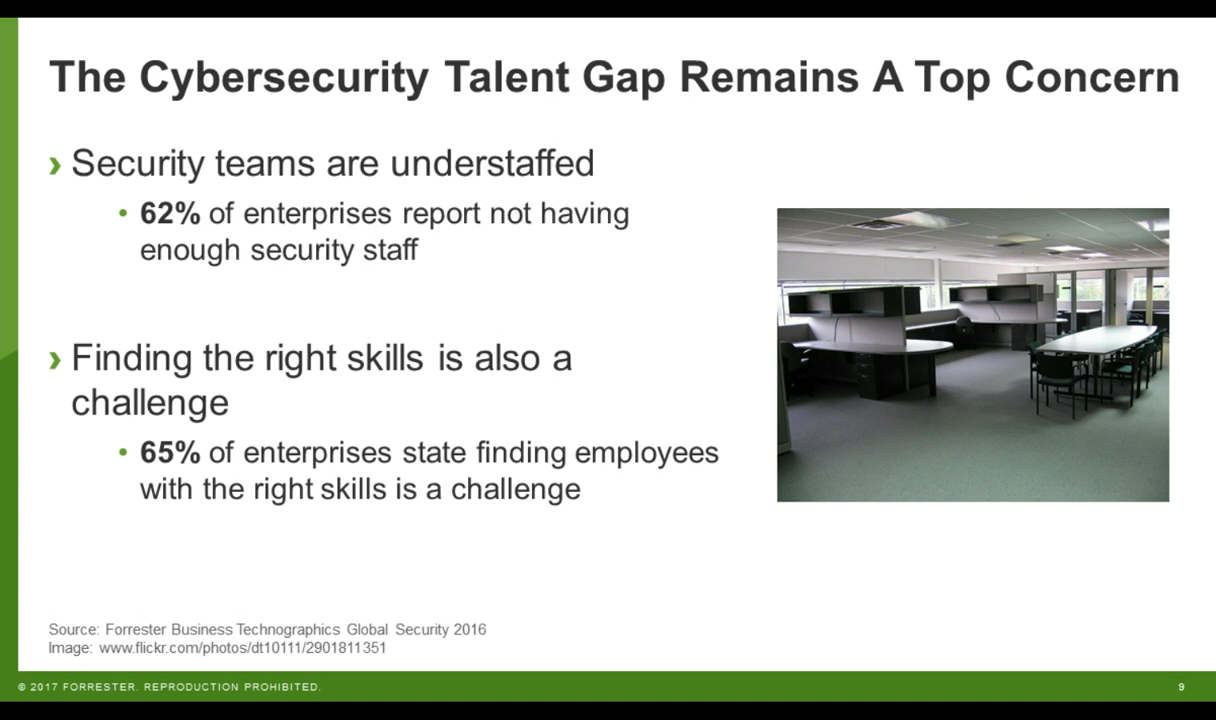 The Cybersecurity Talent Gap Remains A Top Concern
› Security teams are understaffed
• 62% of enterprises report not having
enough security staff
› Finding the right skills is also a
challenge
• 65% of enterprises state finding employees
with the right skills is a challenge
Source: Forrester Business Technographics Global Security 2016
Image: www.flickr.com/photos/dt10111/2901811351
© 2017 FORRESTER. REPRODUCTION PROHIBITED.
9